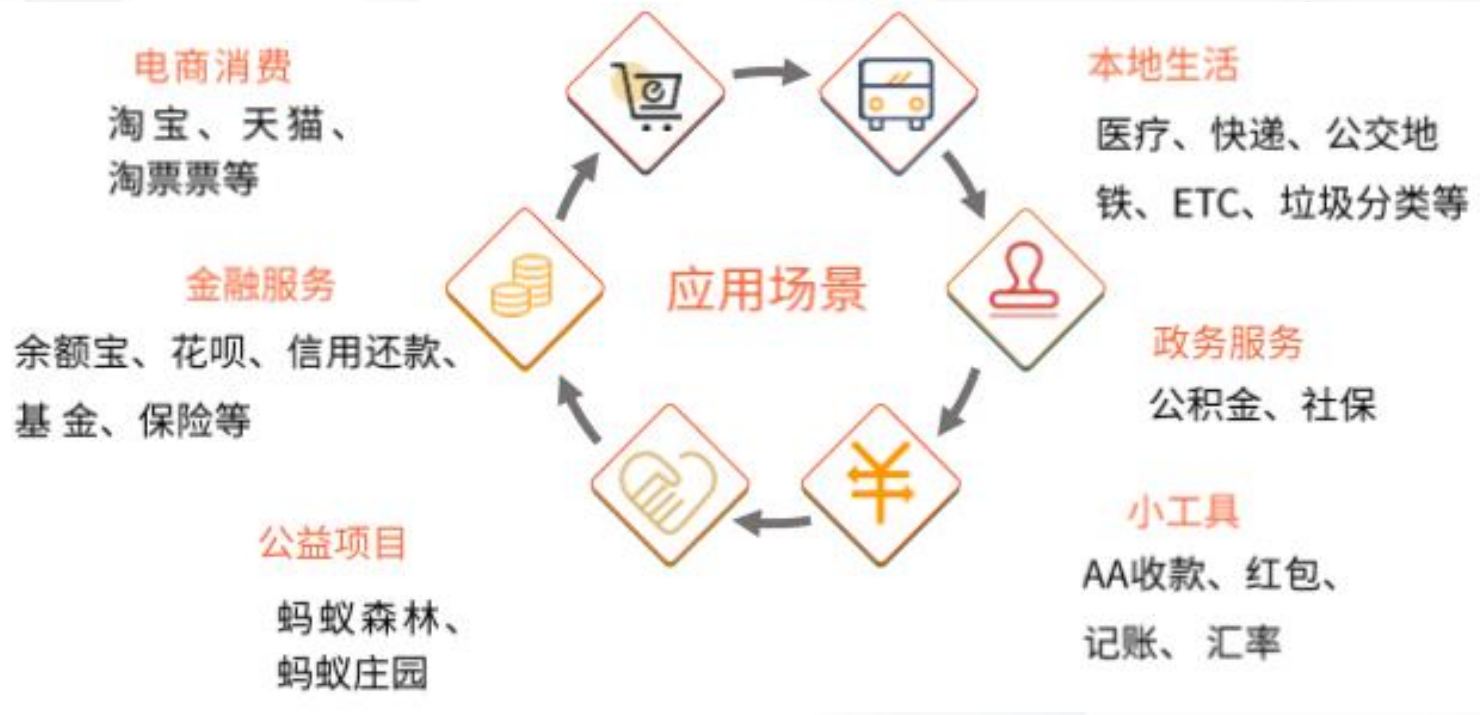 电商消费
淘宝、天猫、
淘票票等
本地生活
医疗、快递、公交地
铁、ETC、垃圾分类等
应用场景
金融服务
余额宝、花呗、信用还款、
基 金、保险等
政务服务
公积金、社保
公益项目
蚂蚁森林、
蚂蚁庄园
小工具
AA收款、红包、
记账、 汇率